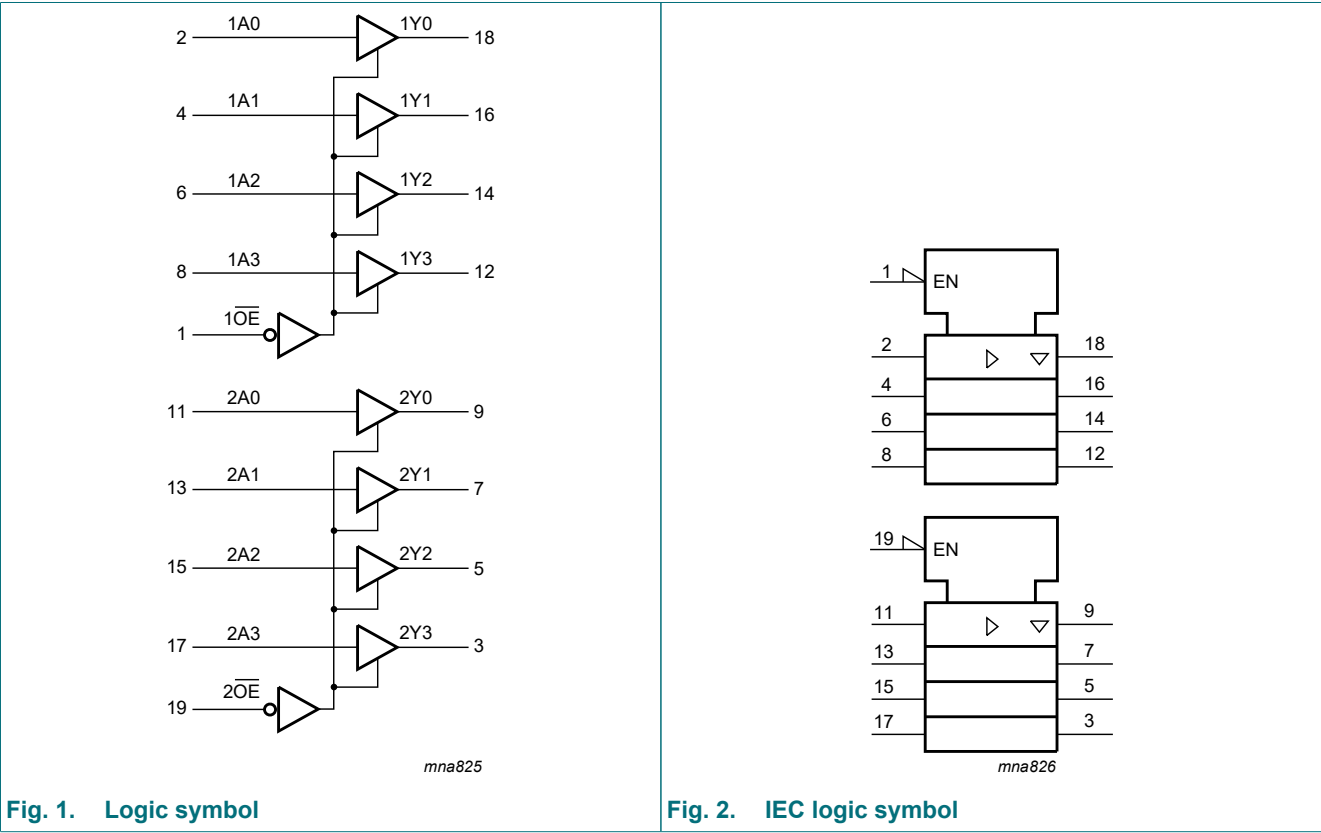 2 1A0 1Y0 18
4 1A1 1Y1 16
6 1A2 1Y2 14
8 1A3 1Y3 12
1 1O̅E̅
11 2A0 2Y0 9
13 2A1 2Y1 7
15 2A2 2Y2 5
17 2A3 2Y3 3
19 2O̅E̅
mna825
Fig. 1. Logic symbol
1 EN
2 18
4 16
6 14
8 12
19 EN
11 9
13 7
15 5
17 3
mna826
Fig. 2. IEC logic symbol